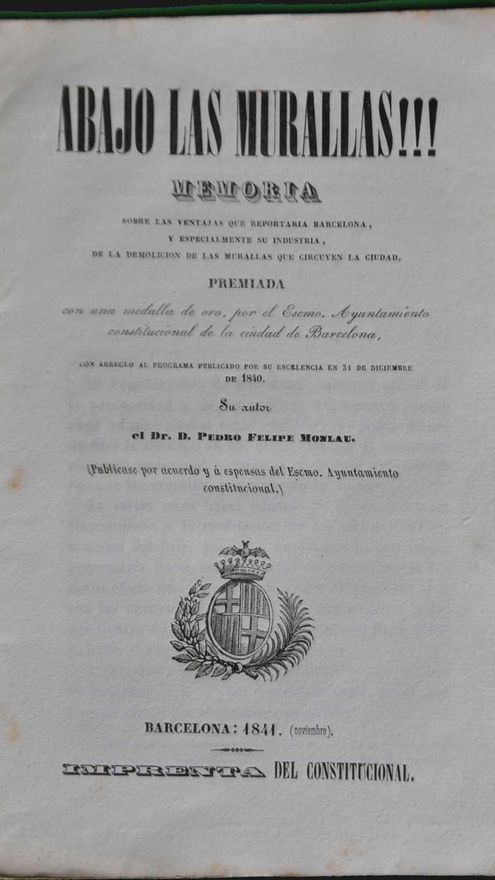 ABAJO LAS MURALLAS!!!
MEMORIA
SOBRE LAS VENTAJAS QUE REPORTARIA BARCELONA,
Y ESPECIALMENTE SU INDUSTRIA,
DE LA DEMOLICION DE LAS MURALLAS QUE CIRCUYEN LA CIUDAD,
PREMIADA
con una medalla de oro, por el Escmo. Ayuntamiento
constitucional de la ciudad de Barcelona,
CON ARREGLO AL PROGRAMA PUBLICADO POR SU ESCELENCIA EN 31 DE DICIEMBRE
DE 1840.
Su autor
el Dr. D. PEDRO FELIPE MONLAU.
(Publícase por acuerdo y á espensas del Escmo. Ayuntamiento
constitucional.)
BARCELONA: 1841. (noviembre).
IMPRENTA DEL CONSTITUCIONAL.